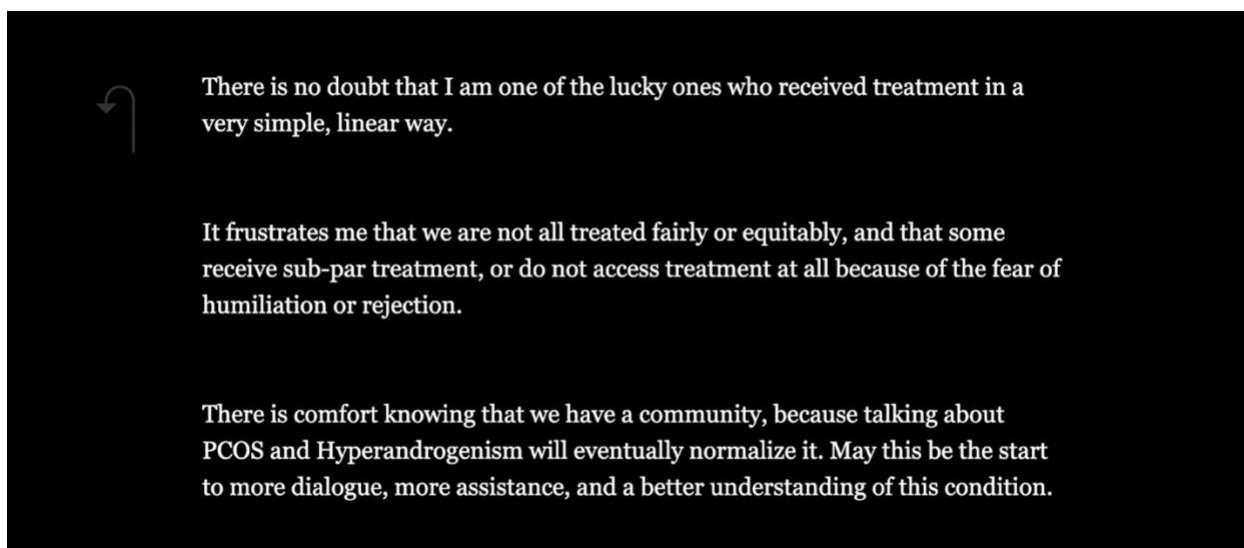 There is no doubt that I am one of the lucky ones who received treatment in a
very simple, linear way.
It frustrates me that we are not all treated fairly or equitably, and that some
receive sub-par treatment, or do not access treatment at all because of the fear of
humiliation or rejection.
There is comfort knowing that we have a community, because talking about
PCOS and Hyperandrogenism will eventually normalize it. May this be the start
to more dialogue, more assistance, and a better understanding of this condition.